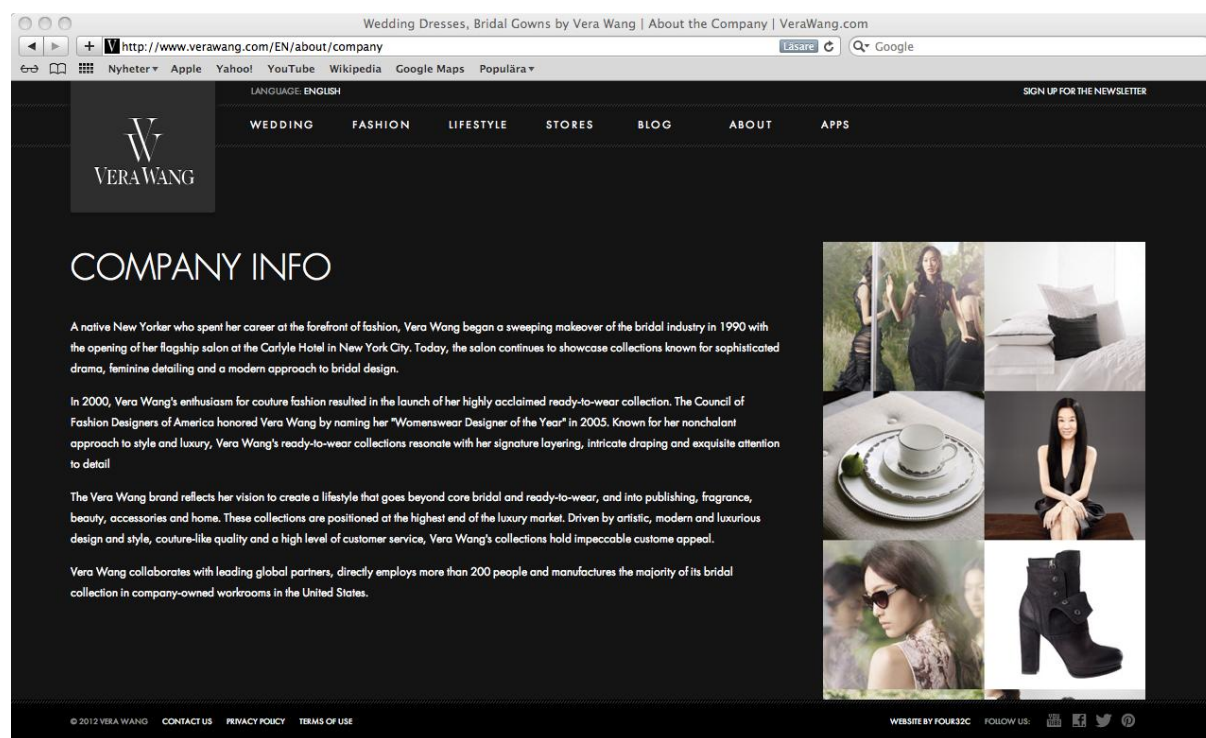 Wedding Dresses, Bridal Gowns by Vera Wang | About the Company | VeraWang.com
http://www.verawang.com/EN/about/company
Läsare
Google
Nyheter Apple Yahoo! YouTube Wikipedia Google Maps Populära
LANGUAGE: ENGLISH
SIGN UP FOR THE NEWSLETTER
WEDDING FASHION LIFESTYLE STORES BLOG ABOUT APPS
VERA WANG
COMPANY INFO
A native New Yorker who spent her career at the forefront of fashion, Vera Wang began a sweeping makeover of the bridal industry in 1990 with
the opening of her flagship salon at the Carlyle Hotel in New York City. Today, the salon continues to showcase collections known for sophisticated
drama, feminine detailing and a modern approach to bridal design.
In 2000, Vera Wang's enthusiasm for couture fashion resulted in the launch of her highly acclaimed ready-to-wear collection. The Council of
Fashion Designers of America honored Vera Wang by naming her "Womenswear Designer of the Year" in 2005. Known for her nonchalant
approach to style and luxury, Vera Wang's ready-to-wear collections resonate with her signature layering, intricate draping and exquisite attention
to detail
The Vera Wang brand reflects her vision to create a lifestyle that goes beyond core bridal and ready-to-wear, and into publishing, fragrance,
beauty, accessories and home. These collections are positioned at the highest end of the luxury market. Driven by artistic, modern and luxurious
design and style, couture-like quality and a high level of customer service, Vera Wang's collections hold impeccable custome appeal.
Vera Wang collaborates with leading global partners, directly employs more than 200 people and manufactures the majority of its bridal
collection in company-owned workrooms in the United States.
© 2012 VERA WANG CONTACT US PRIVACY POLICY TERMS OF USE
WEBSITE BY FOUR32C FOLLOW US: